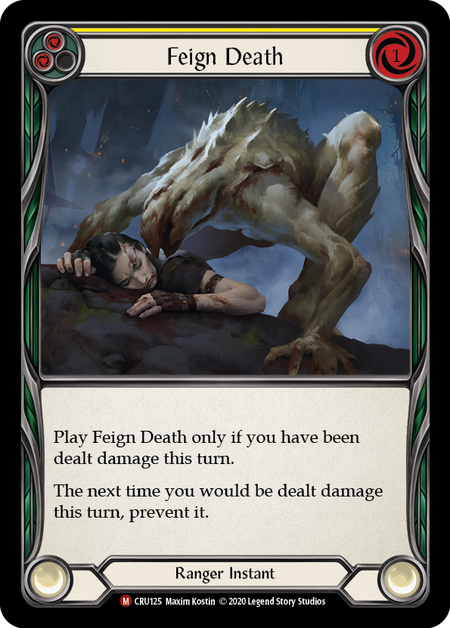 Feign Death
1
Play Feign Death only if you have been
dealt damage this turn.
The next time you would be dealt damage
this turn, prevent it.
Ranger Instant
M CRU125 Maxim Kostin © 2020 Legend Story Studios